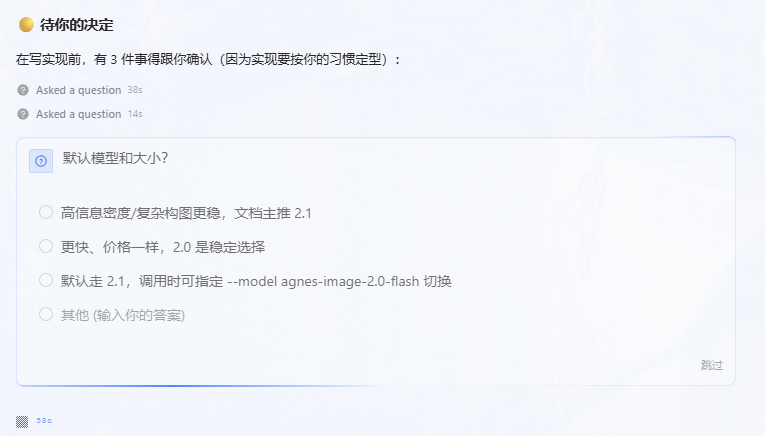 待你的决定
在写实现前，有 3 件事得跟你确认（因为实现要按你的习惯定型）：
Asked a question 38s
Asked a question 14s
默认模型和大小？
高信息密度/复杂构图更稳，文档主推 2.1
更快、价格一样，2.0 是稳定选择
默认走 2.1，调用时可指定 --model agnes-image-2.0-flash 切换
其他 (输入你的答案)
跳过
58s